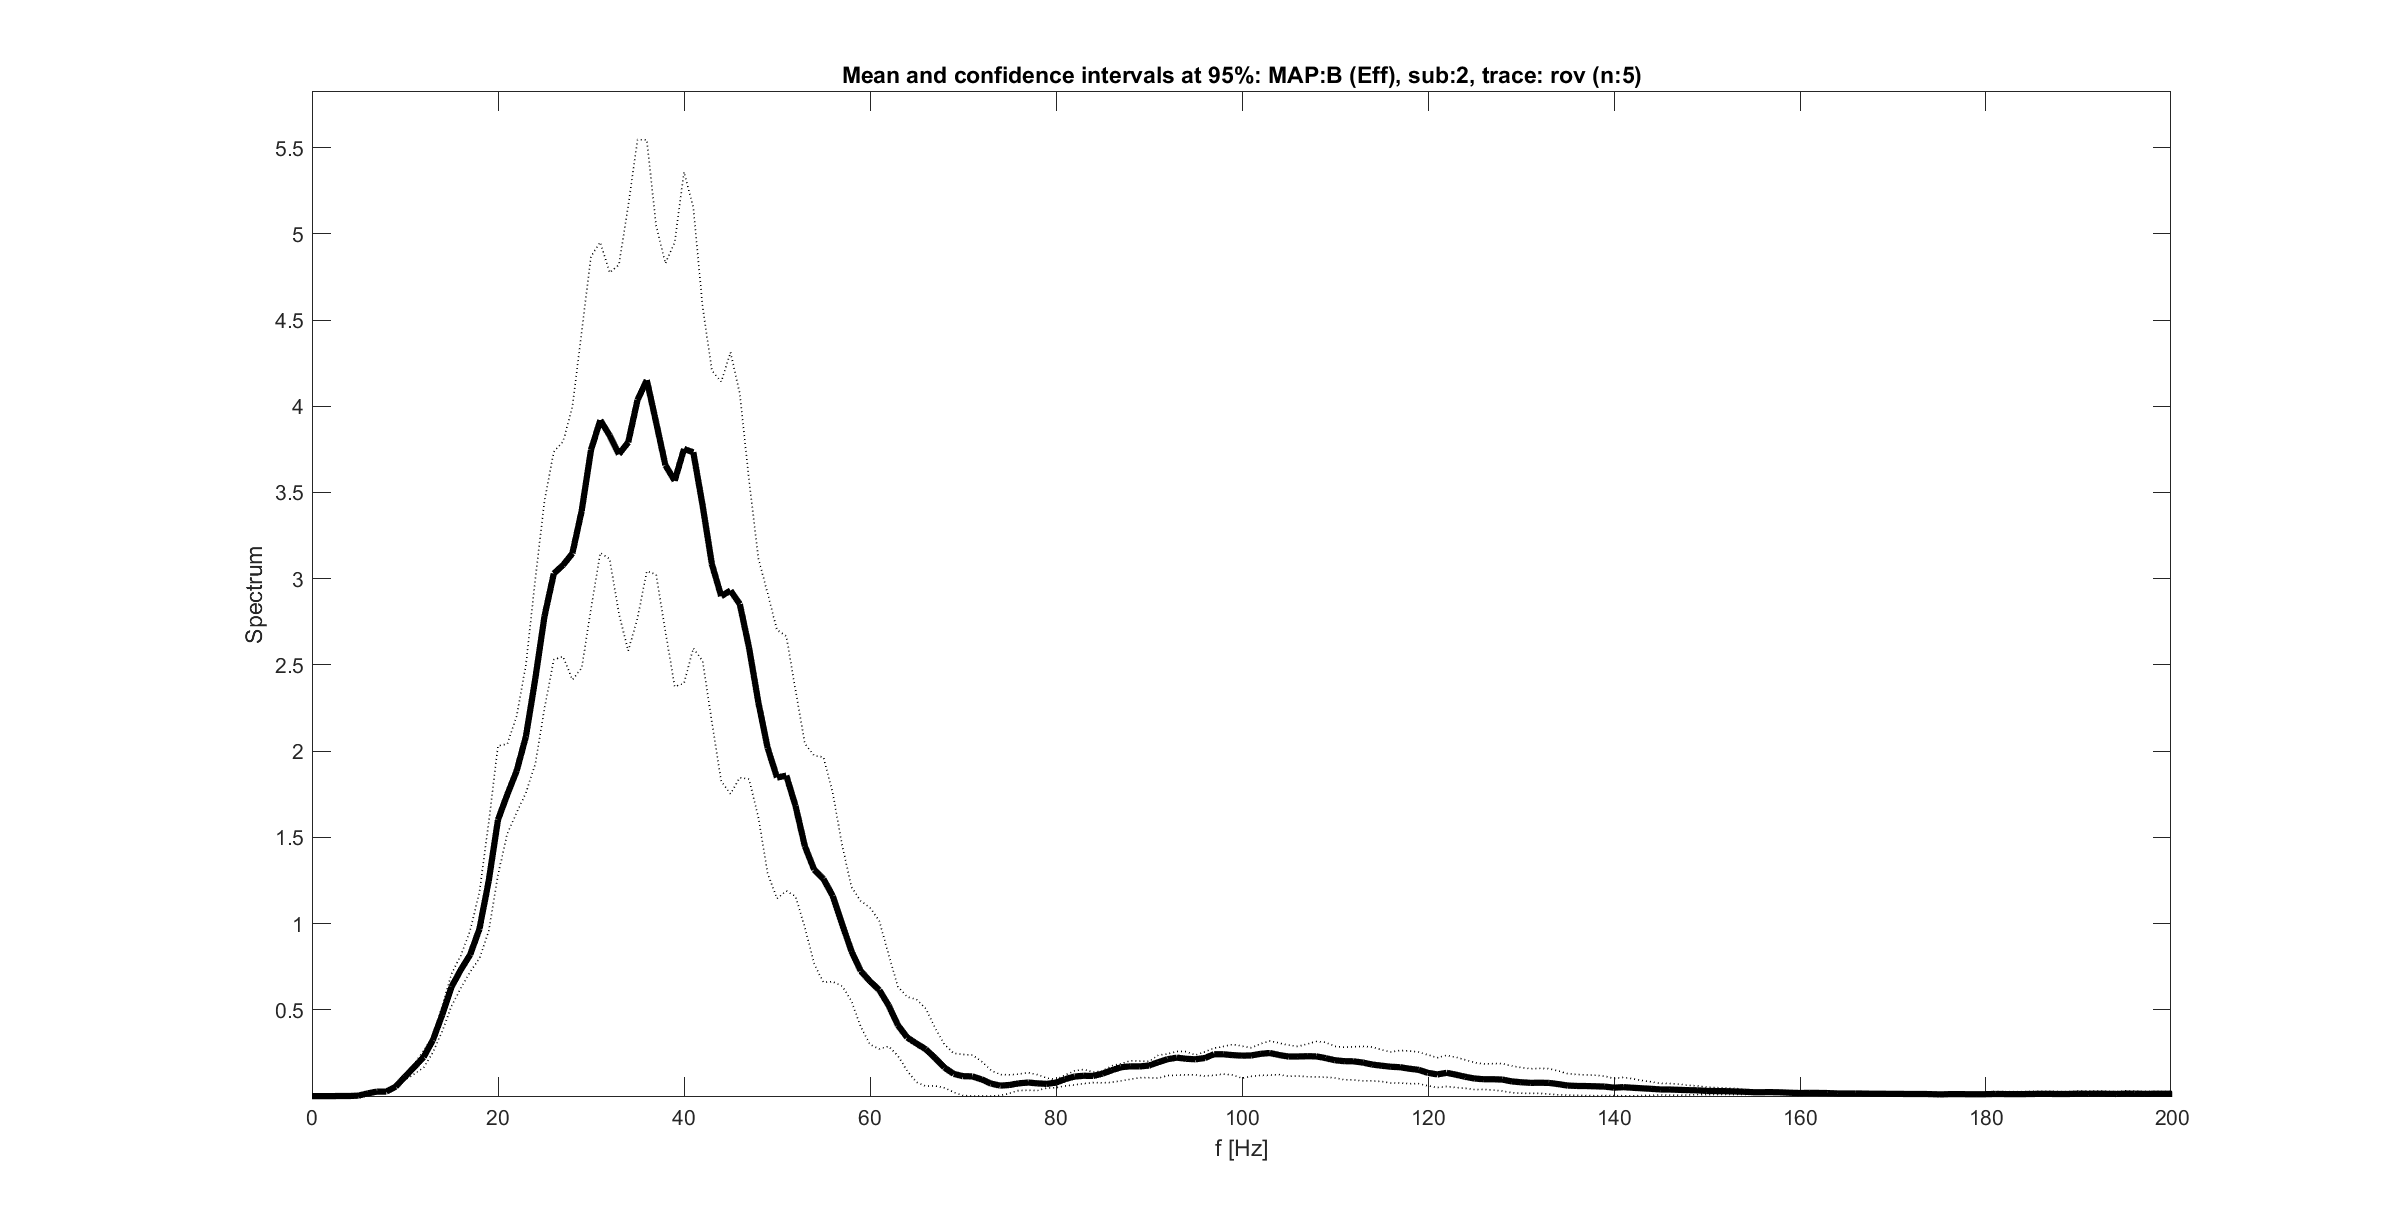 Mean and confidence intervals at 95%: MAP:B (Eff), sub:2, trace: rov (n:5)
5.5
5
4.5
4
3.5
3
2.5
2
1.5
1
0.5
Spectrum
0 20 40 60 80 100 120 140 160 180 200
f [Hz]